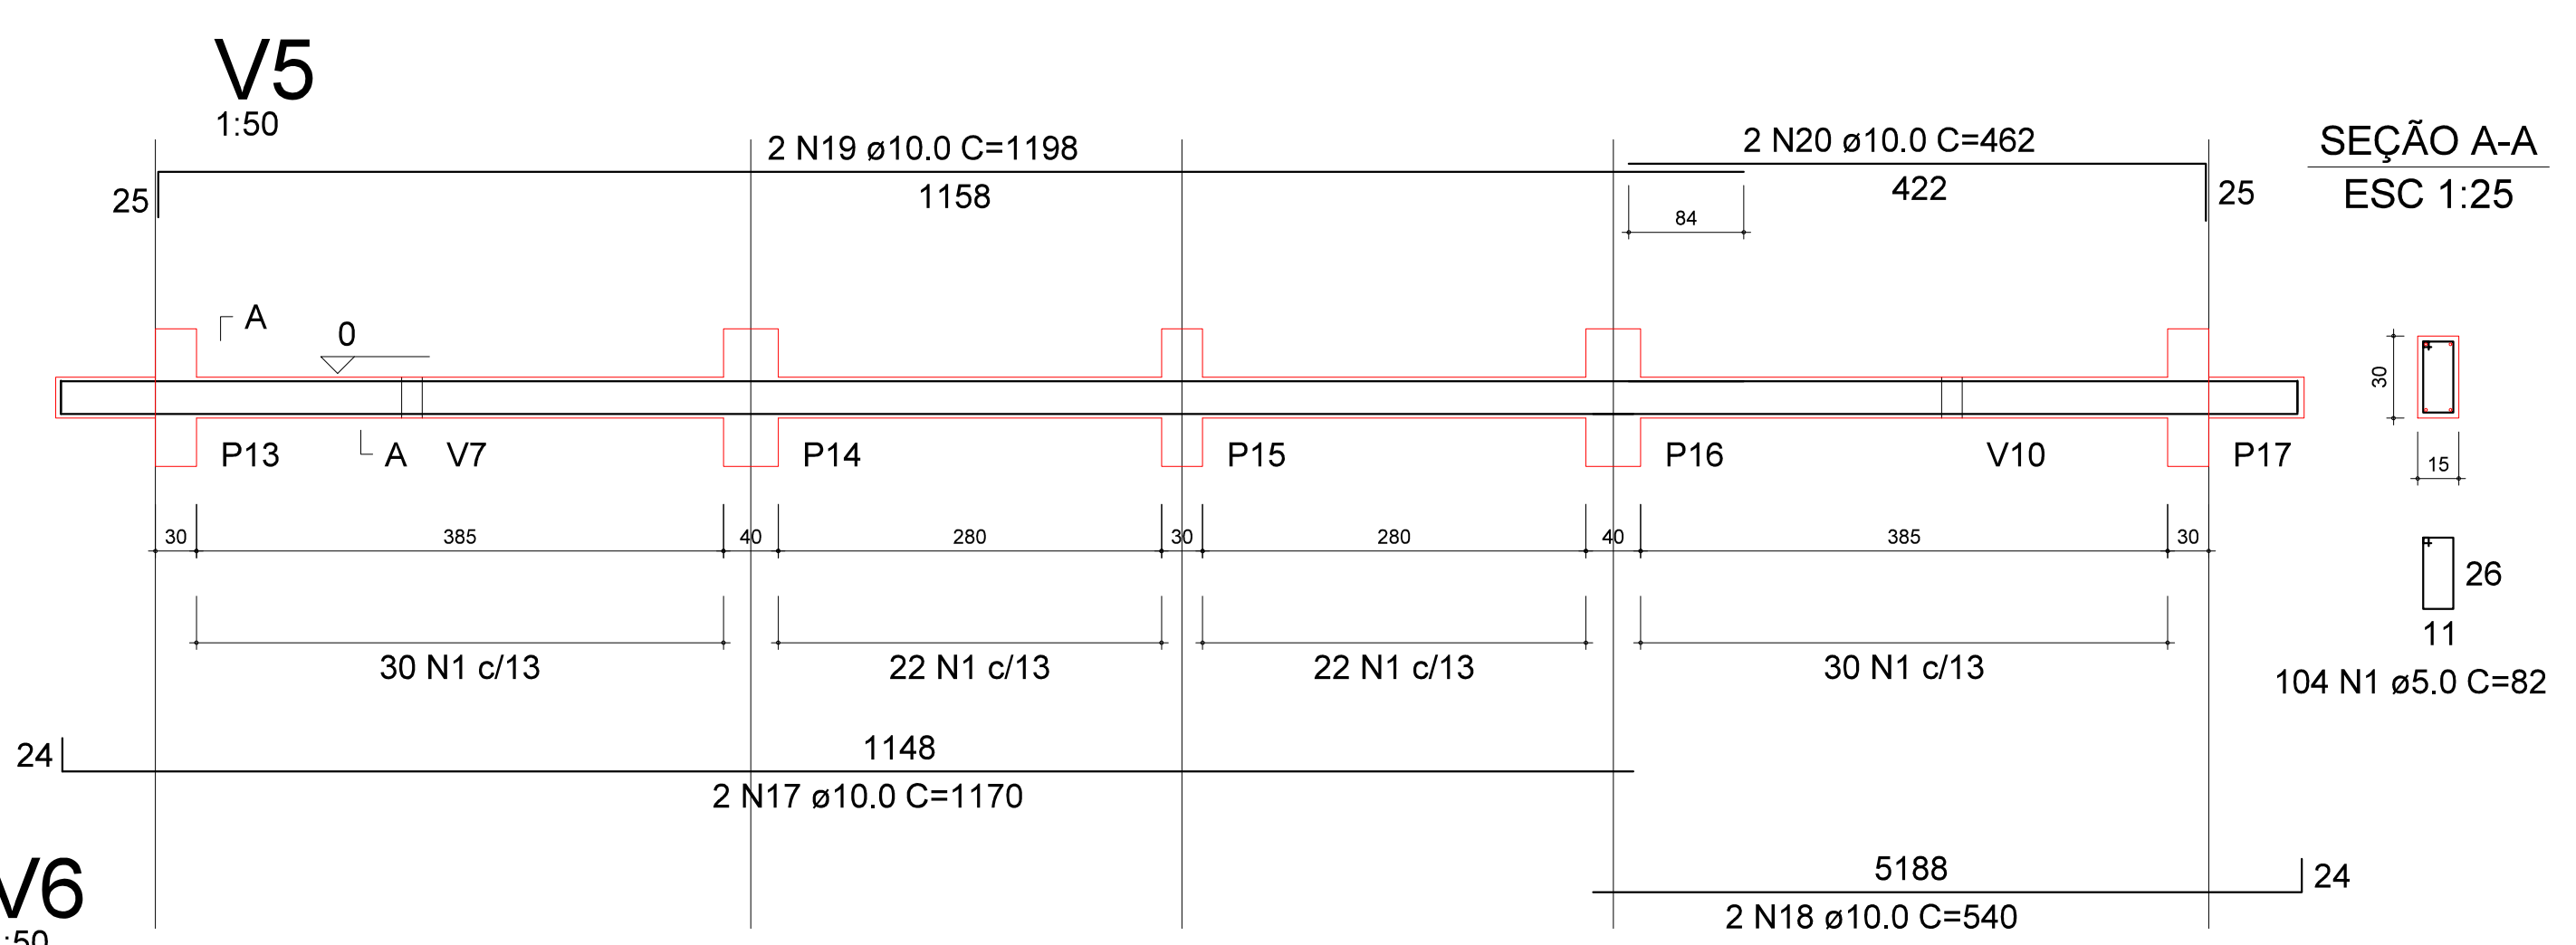 V5
1:50
2 N19 ø10.0 C=1198
2 N20 ø10.0 C=462
SEÇÃO A-A
25
1158
422
25
ESC 1:25
84
A
0
30
P13
A
V7
P14
P15
P16
V10
P17
15
30
385
40
280
30
280
40
385
30
26
11
30 N1 c/13
22 N1 c/13
22 N1 c/13
30 N1 c/13
104 N1 ø5.0 C=82
24
1148
2 N17 ø10.0 C=1170
5188
24
2 N18 ø10.0 C=540
V6
:50